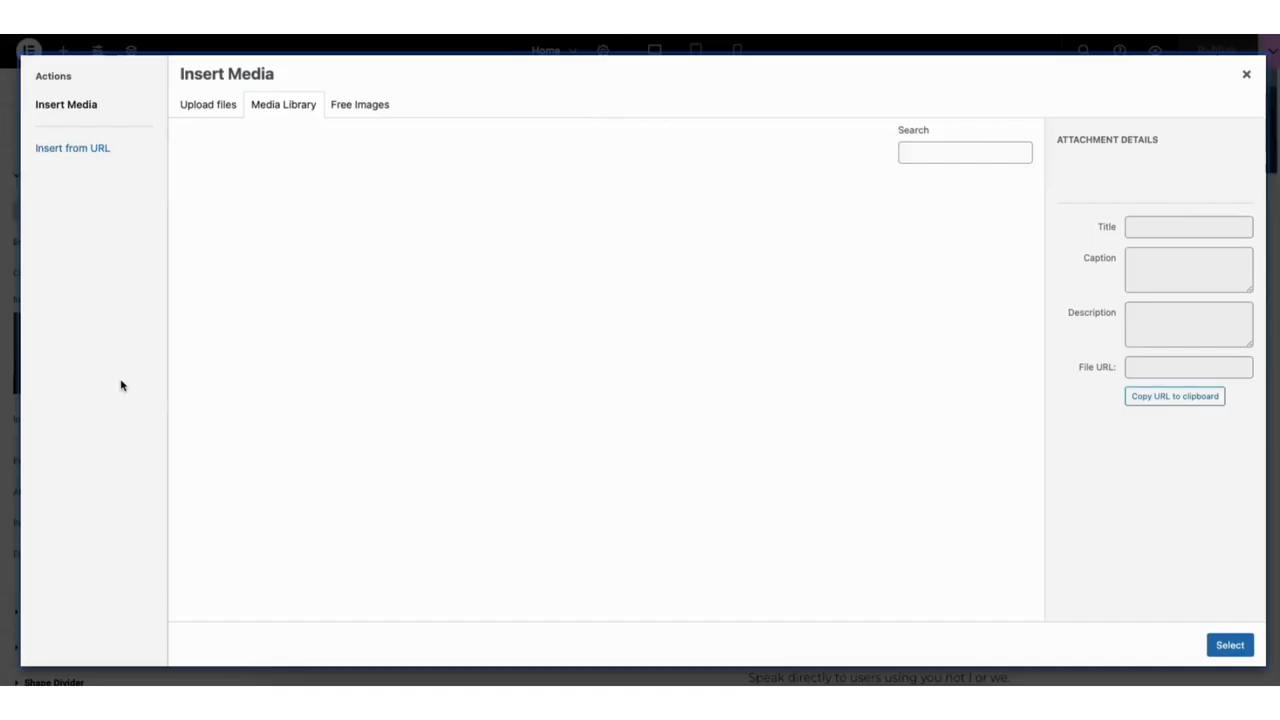 Home
Publish
Actions
Insert Media
Insert from URL
Insert Media
Upload files
Media Library
Free Images
Search
ATTACHMENT DETAILS
Title
Caption
Description
File URL:
Copy URL to clipboard
Select
Shape Divider
Speak directly to users using you not I or we.